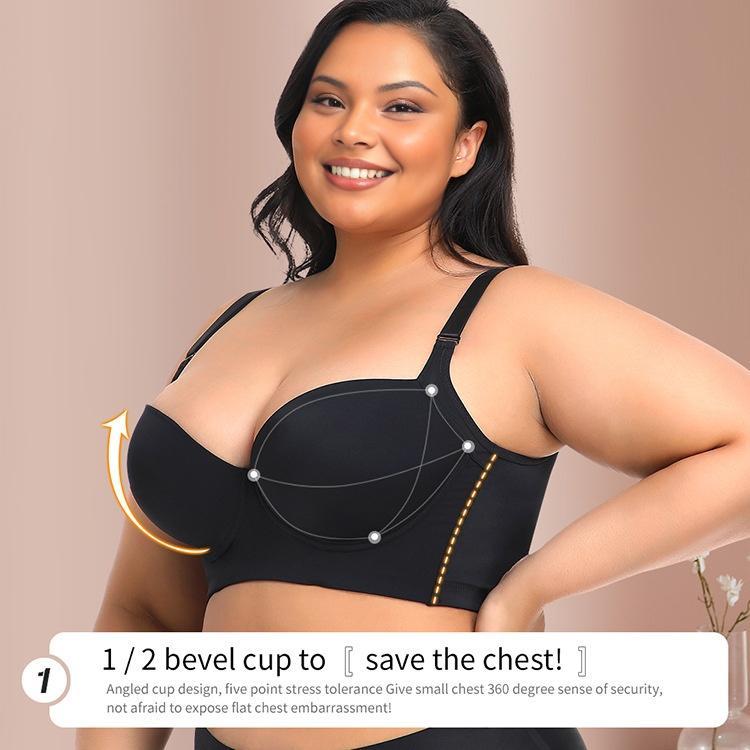 1
1 / 2 bevel cup to 〚 save the chest! 〛
Angled cup design, five point stress tolerance Give small chest 360 degree sense of security,
not afraid to expose flat chest embarrassment!